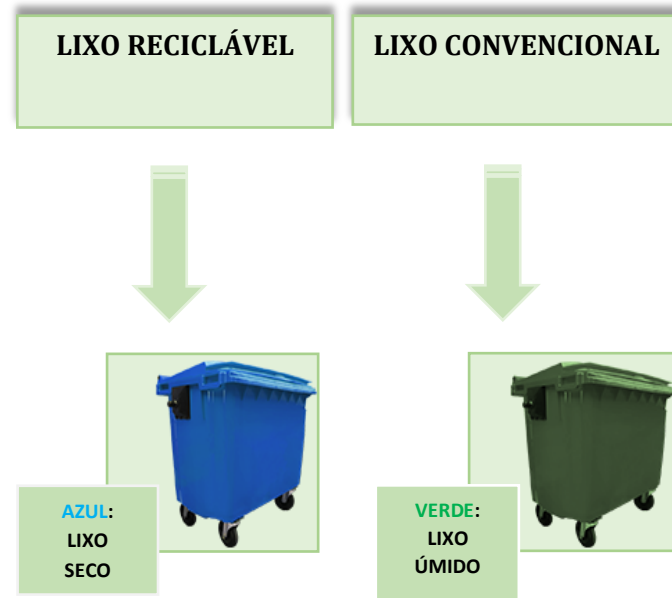 LIXO RECICLÁVEL
LIXO CONVENCIONAL
AZUL:
LIXO
SECO
VERDE:
LIXO
ÚMIDO